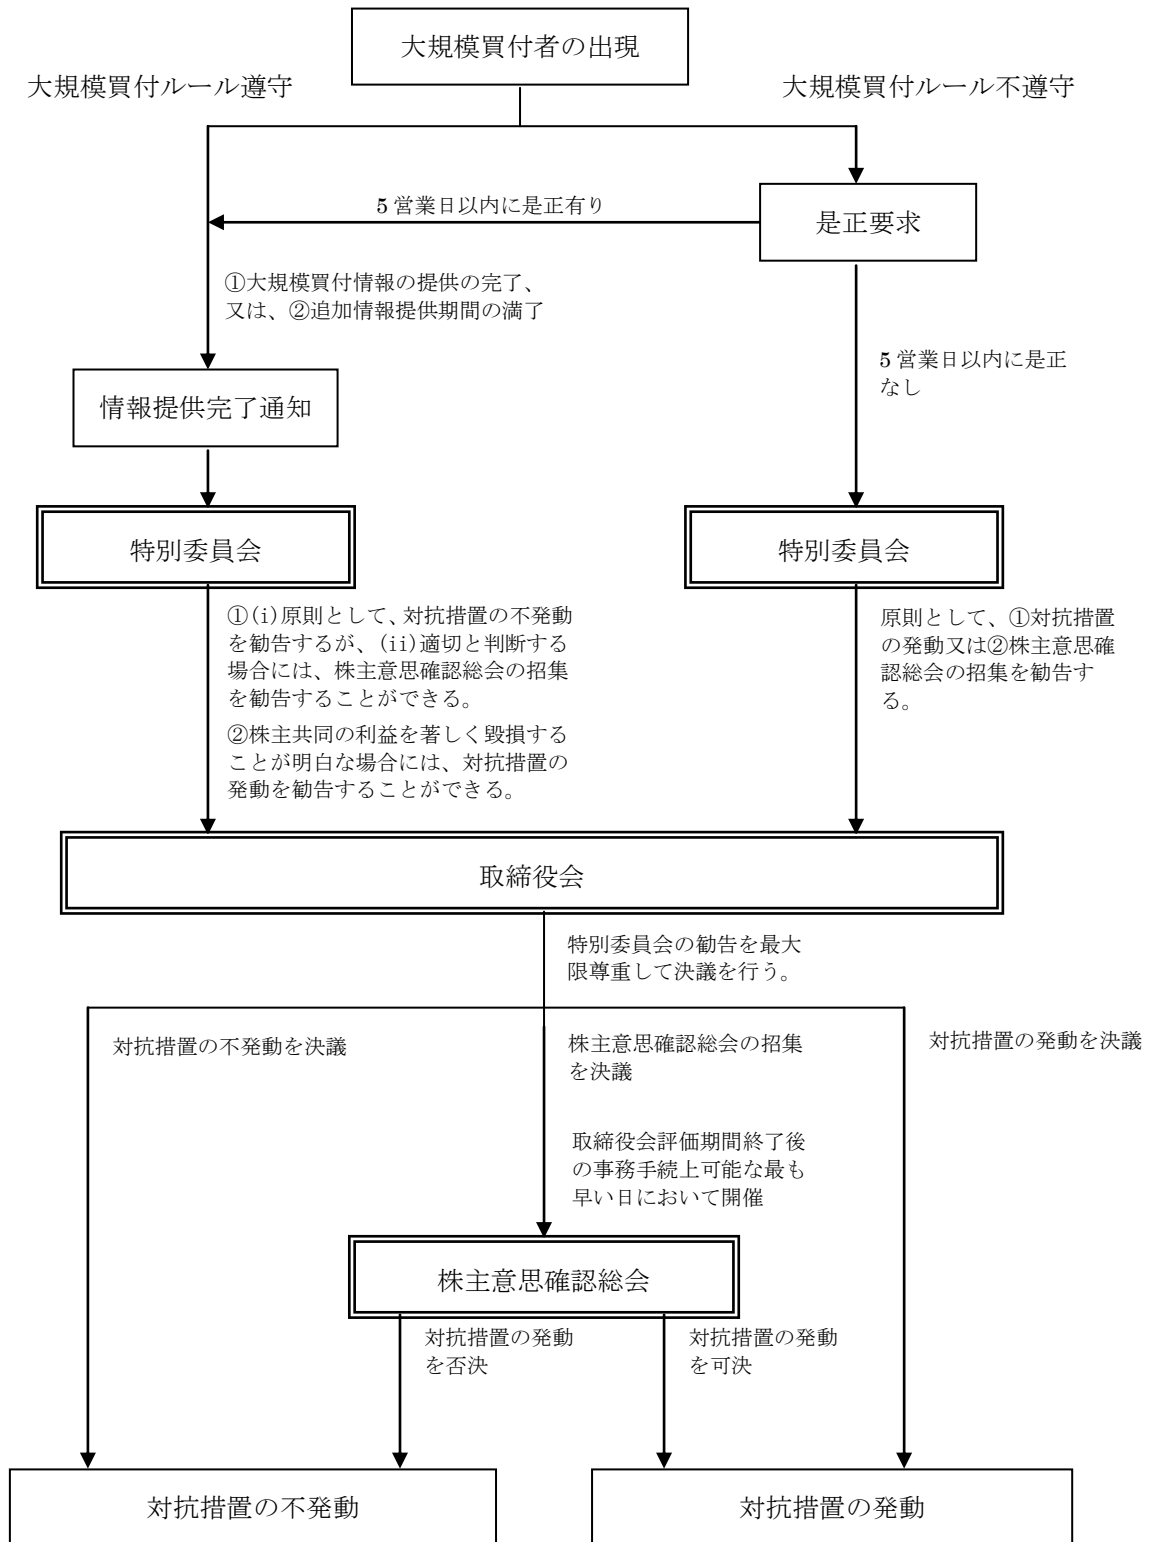 大規模買付者の出現
大規模買付ルール遵守
大規模買付ルール不遵守
5 営業日以内に是正有り
是正要求
①大規模買付情報の提供の完了、
又は、②追加情報提供期間の満了
5 営業日以内に是正
なし
情報提供完了通知
特別委員会
特別委員会
①(i)原則として、対抗措置の不発動
を勧告するが、(ii)適切と判断する
場合には、株主意思確認総会の招集
を勧告することができる。
②株主共同の利益を著しく毀損する
ことが明白な場合には、対抗措置の
発動を勧告することができる。
原則として、①対抗措置
の発動又は②株主意思確
認総会の招集を勧告す
る。
取締役会
特別委員会の勧告を最大
限尊重して決議を行う。
対抗措置の不発動を決議
株主意思確認総会の招集
を決議
対抗措置の発動を決議
取締役会評価期間終了後
の事務手続上可能な最も
早い日において開催
株主意思確認総会
対抗措置の発動
を否決
対抗措置の発動
を可決
対抗措置の不発動
対抗措置の発動